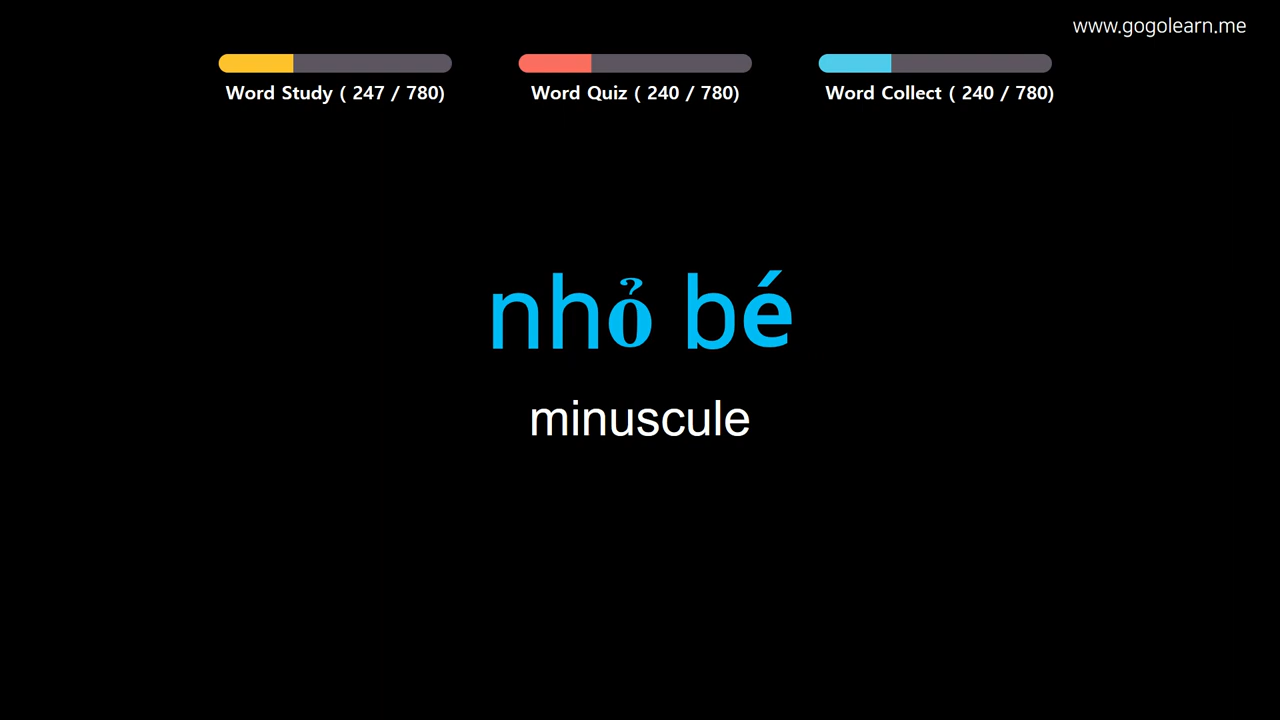 www.gogolearn.me
Word Study ( 247 / 780)
Word Quiz ( 240 / 780)
Word Collect ( 240 / 780)
nhỏ bé
minuscule